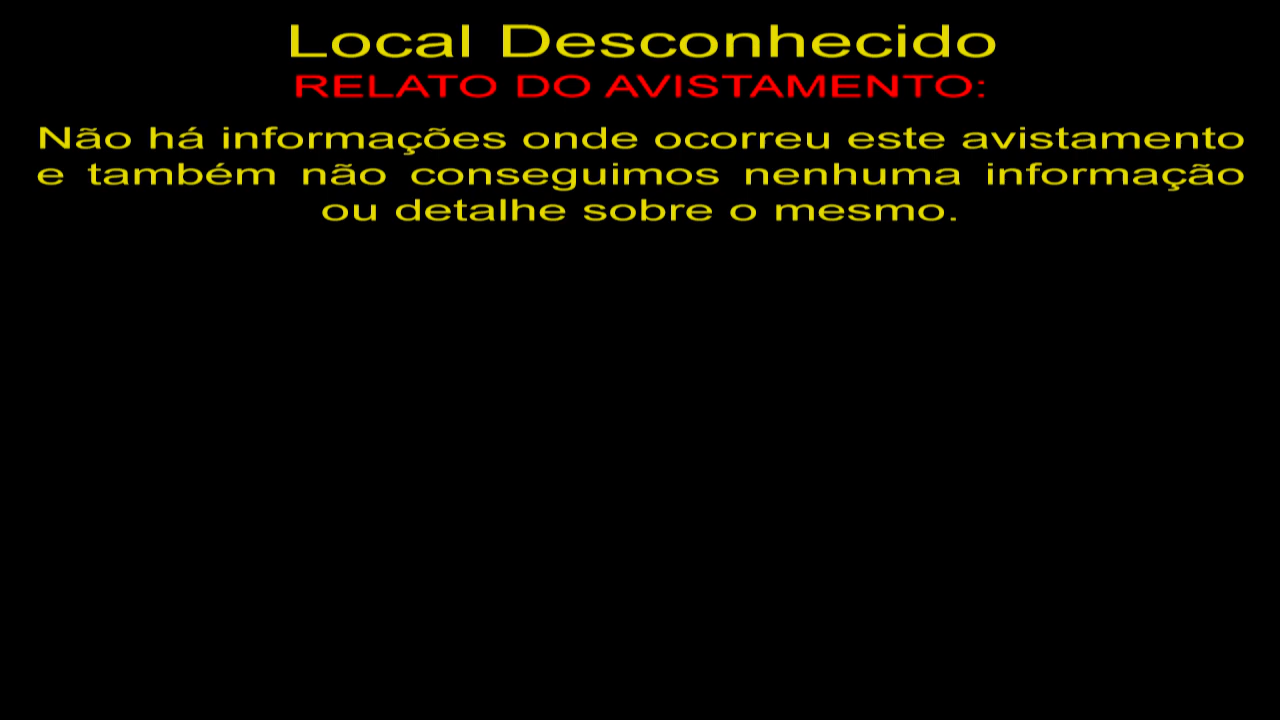 Local Desconhecido
RELATO DO AVISTAMENTO:
Não há informações onde ocorreu este avistamento
e também não conseguimos nenhuma informação
ou detalhe sobre o mesmo.